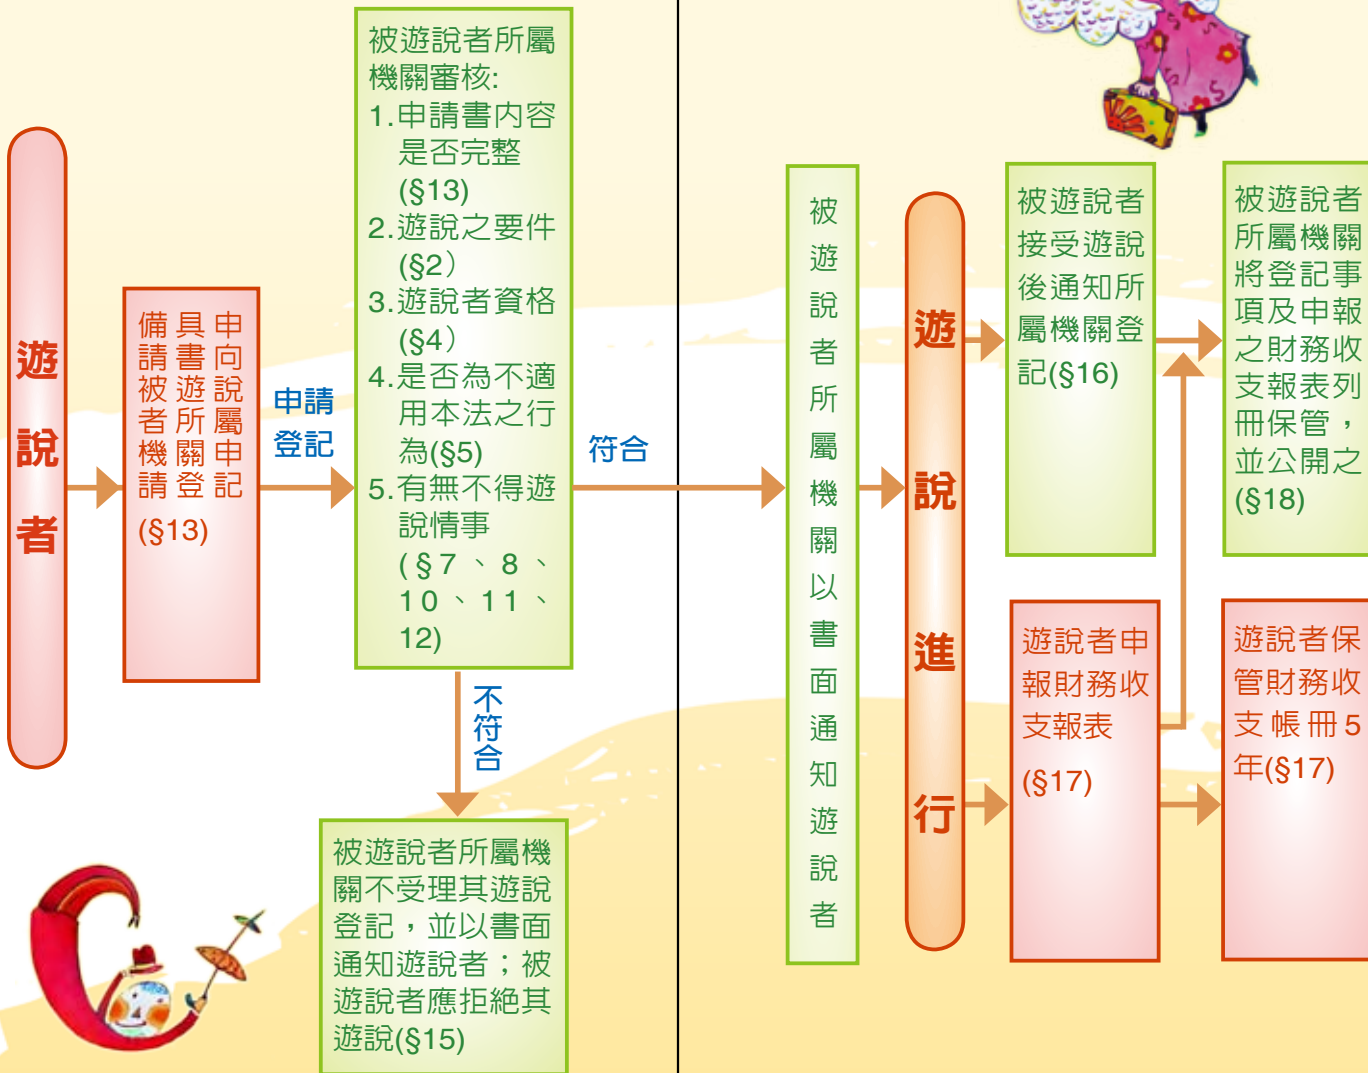 遊說者
備具申
請書向
被遊說
者所屬
機關申
請登記
(§13)
申請
登記
被遊說者所屬
機關審核:
1.申請書內容
是否完整
(§13)
2.遊說之要件
(§2）
3.遊說者資格
(§4）
4.是否為不適
用本法之行
為(§5)
5.有無不得遊
說情事
(§7、8、
10、11、
12)
不符合
被遊說者所屬機
關不受理其遊說
登記，並以書面
通知遊說者；被
遊說者應拒絕其
遊說(§15)
符合
被遊說者所屬機關以書面通知遊說者
遊說進行
被遊說者
接受遊說
後通知所
屬機關登
記(§16)
被遊說者
所屬機關
將登記事
項及申報
之財務收
支報表列
冊保管，
並公開之
(§18)
遊說者申
報財務收
支報表
(§17)
遊說者保
管財務收
支帳冊5
年(§17)